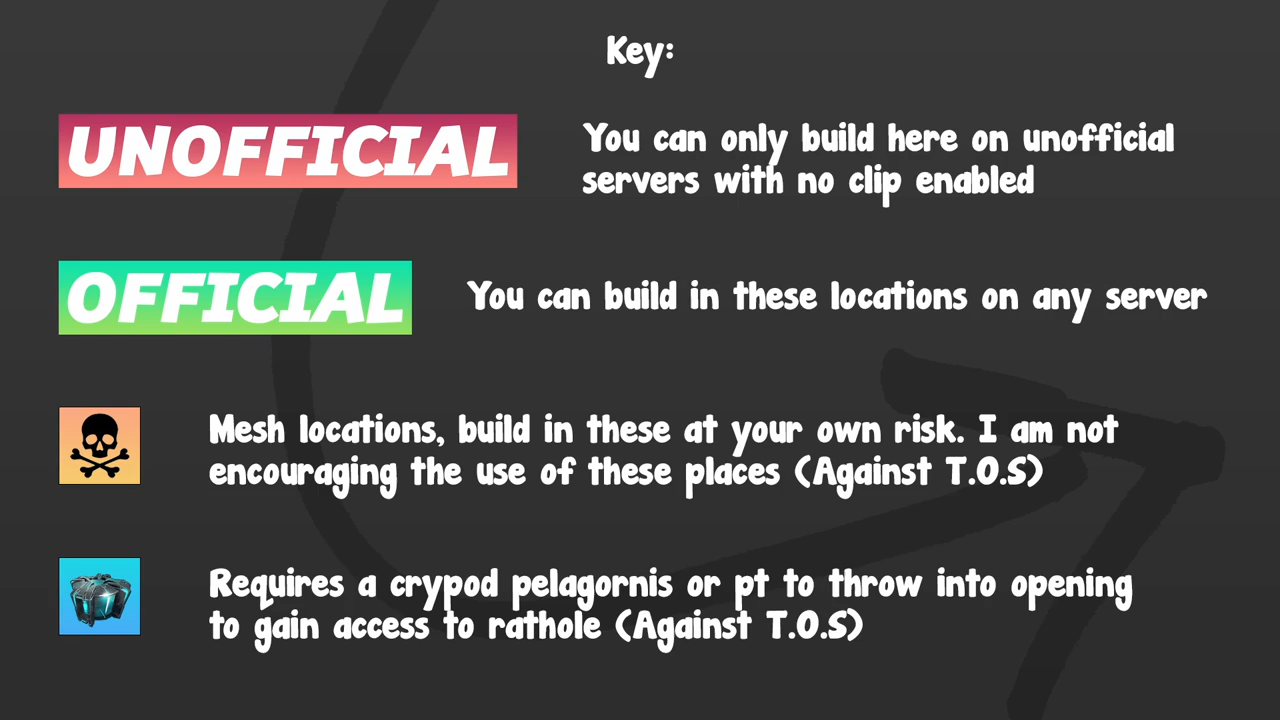 Key:
UNOFFICIAL
You can only build here on unofficial
servers with no clip enabled
OFFICIAL
You can build in these locations on any server
Mesh locations, build in these at your own risk. I am not
encouraging the use of these places (Against T.O.S)
Requires a crypod pelagornis or pt to throw into opening
to gain access to rathole (Against T.O.S)